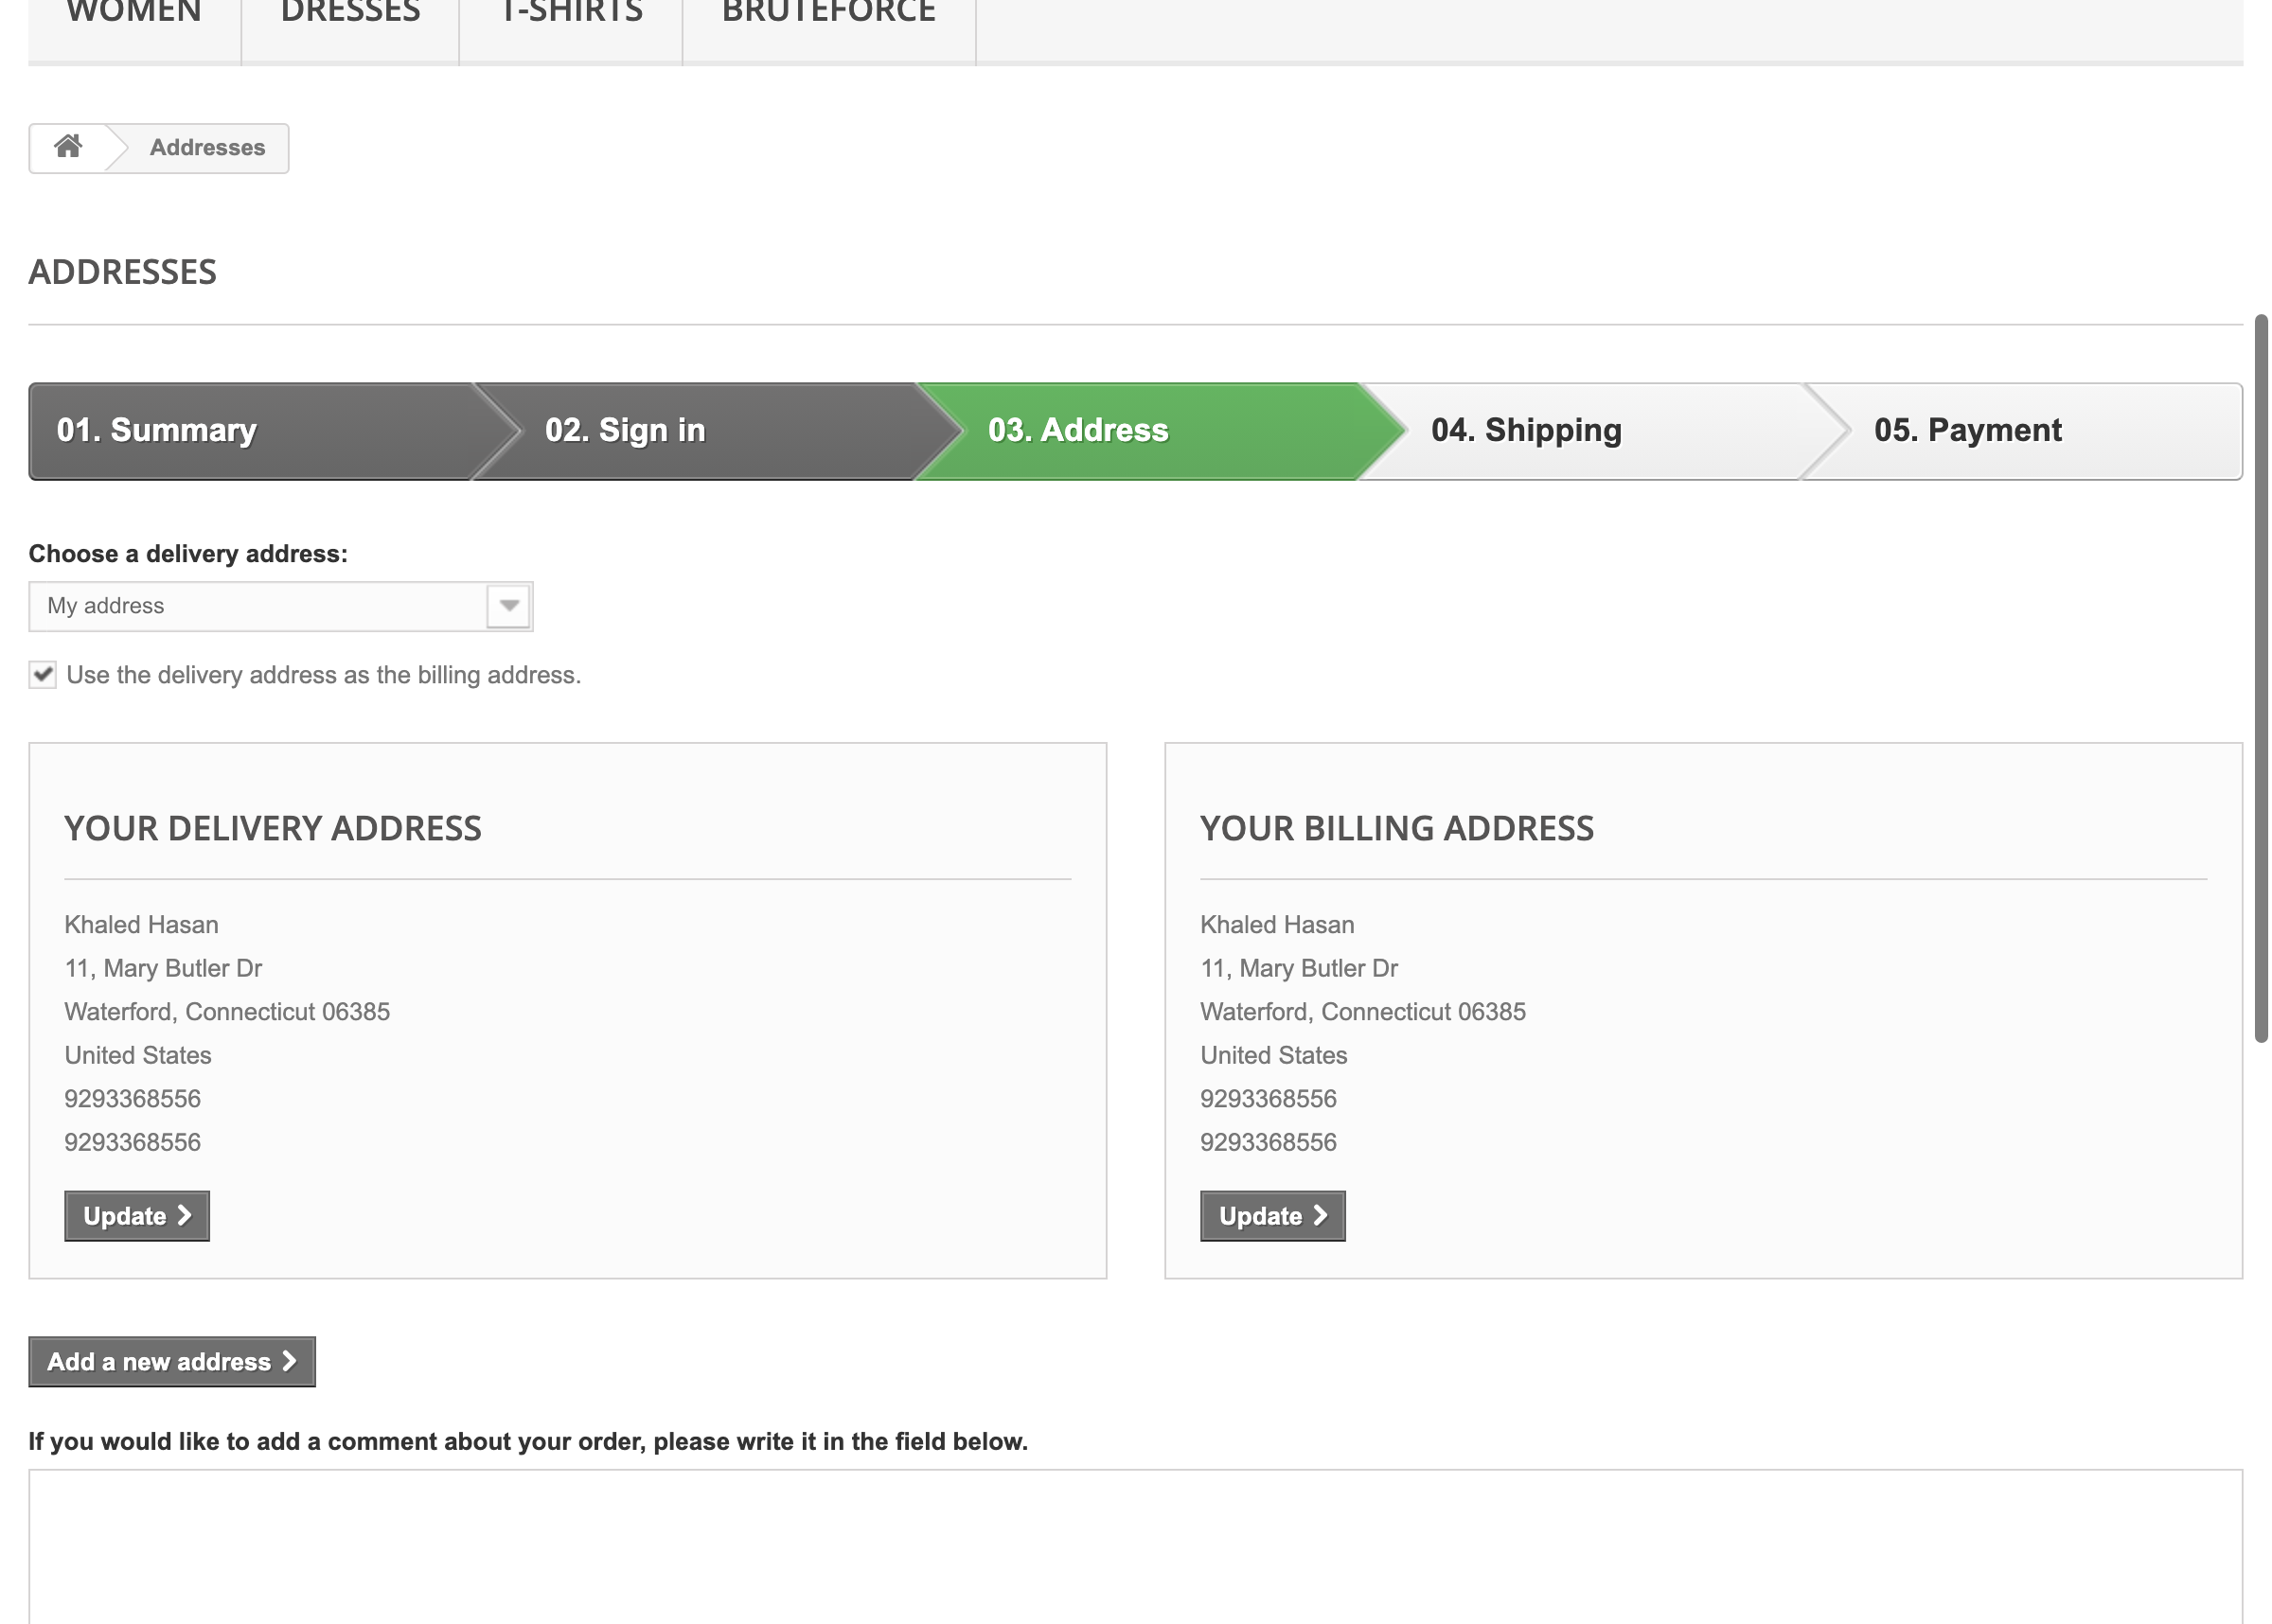 WOMEN DRESSES T-SHIRTS BRUTEFORCE
Addresses
ADDRESSES
01. Summary 02. Sign in 03. Address 04. Shipping 05. Payment
Choose a delivery address:
My address
Use the delivery address as the billing address.
YOUR DELIVERY ADDRESS
Khaled Hasan
11, Mary Butler Dr
Waterford, Connecticut 06385
United States
9293368556
9293368556
Update
YOUR BILLING ADDRESS
Khaled Hasan
11, Mary Butler Dr
Waterford, Connecticut 06385
United States
9293368556
9293368556
Update
Add a new address
If you would like to add a comment about your order, please write it in the field below.